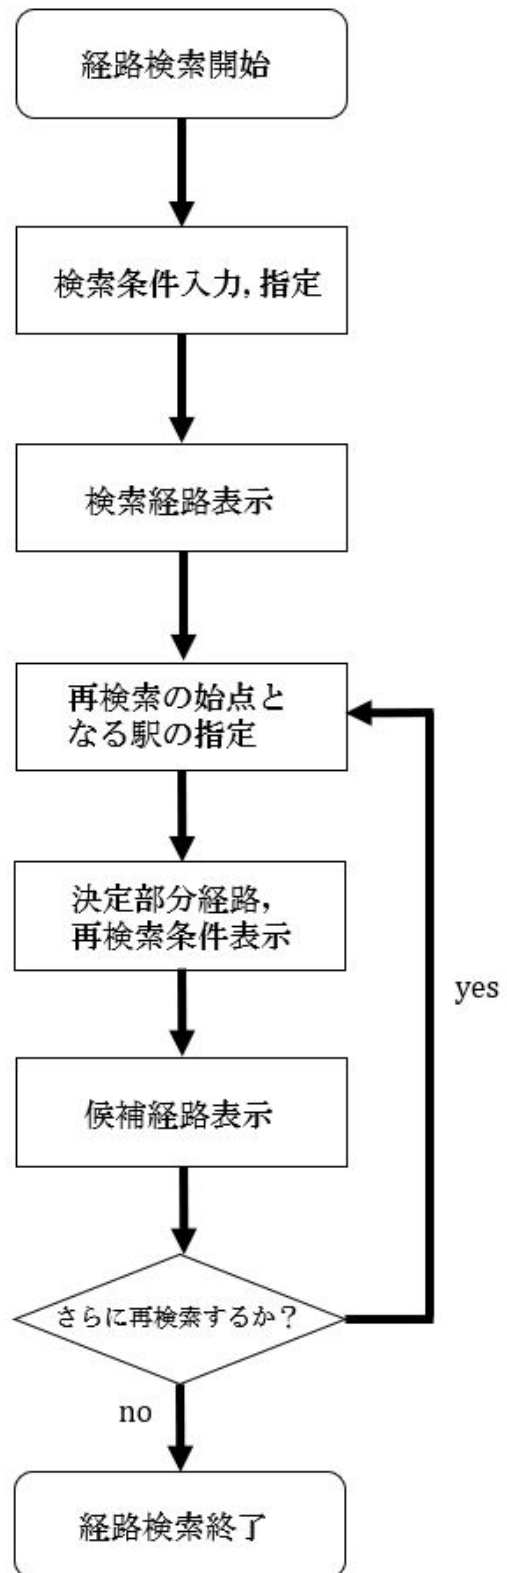 経路検索開始
検索条件入力, 指定
検索経路表示
再検索の始点と
なる駅の指定
決定部分経路,
再検索条件表示
候補経路表示
さらに再検索するか？
yes
no
経路検索終了